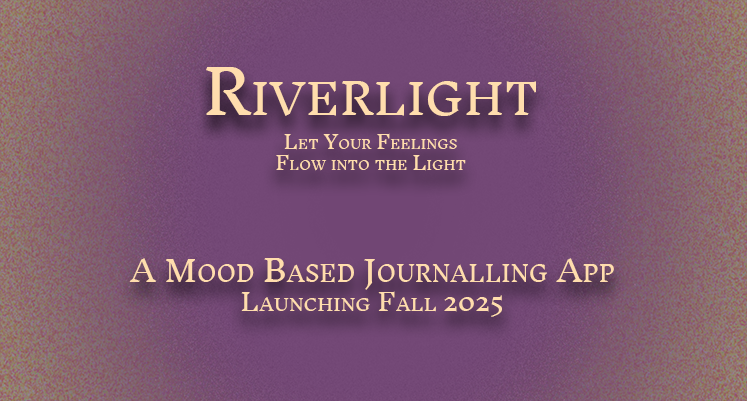 Riverlight
Let Your Feelings
Flow into the Light
A Mood Based Journalling App
Launching Fall 2025